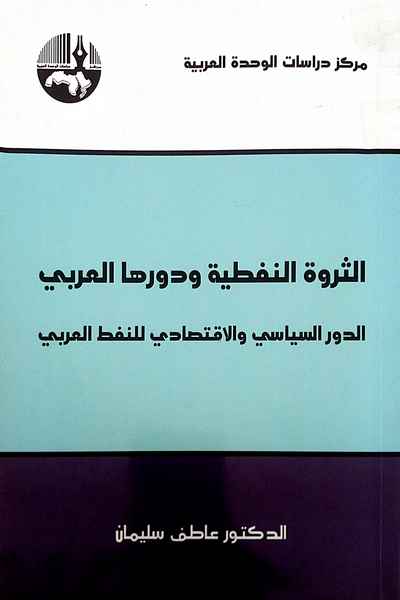 مركز دراسات الوحدة العربية
الثروة النفطية ودورها العربي
الدور السياسي والاقتصادي للنفط العربي
الدكتور عاطف سليمان